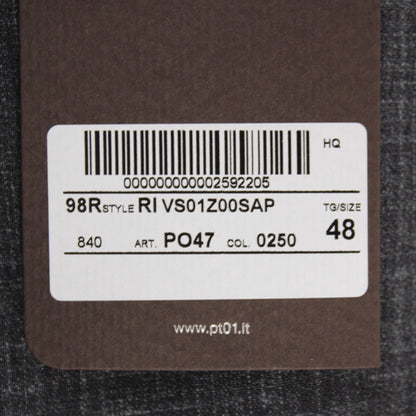 HQ
000000000002592205
98R STYLE RI VS01Z00SAP TG/SIZE
840 ART. PO47 COL. 0250 48
www.pt01.it